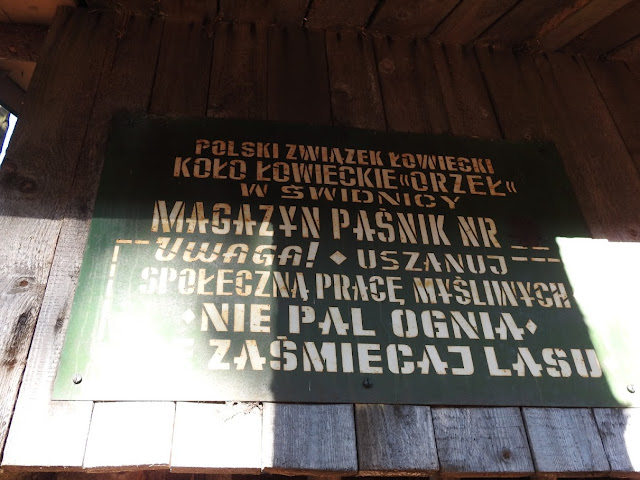 POLSKI ZWIĄZEK ŁOWIECKI
KOŁO ŁOWIECKIE „ORZEŁ"
W ŚWIDNICY
MAGAZYN PAŚNIK NR
UWAGA! ◆ USZANUJ
SPOŁECZNĄ PRACĘ MYŚLIWYCH
◆NIE PAL OGNIA◆
ZAŚMIECAJ LASU